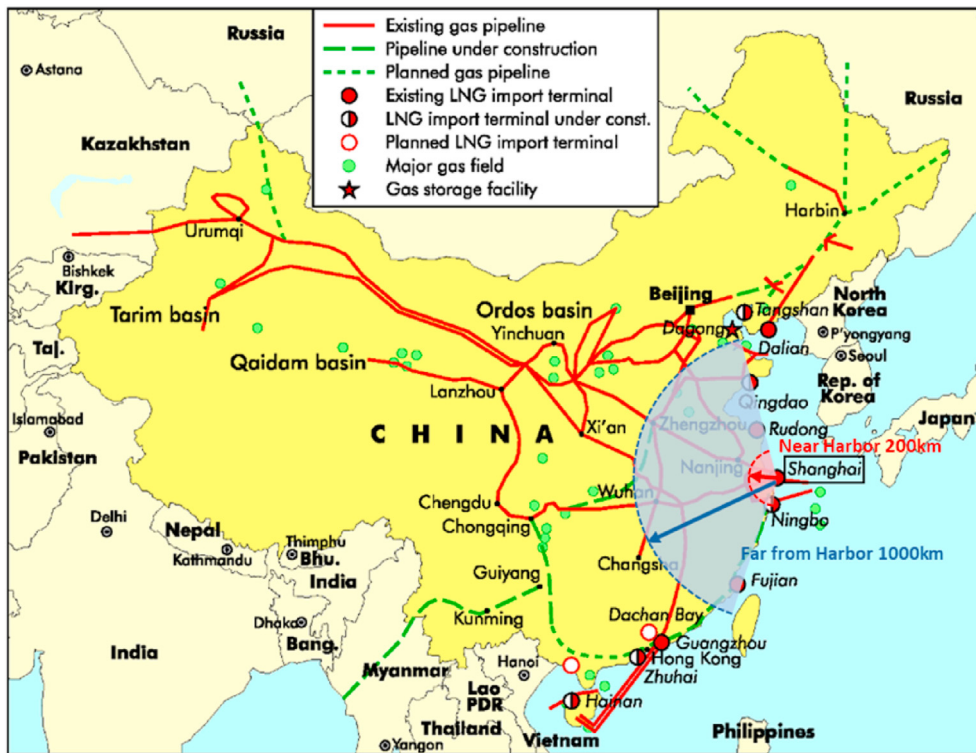 Existing gas pipeline
Pipeline under construction
Planned gas pipeline
Existing LNG import terminal
LNG import terminal under const.
Planned LNG import terminal
Major gas field
Gas storage facility
Russia
Astana
Russia
Kazakhstan
Harbin
Urumqi
Bishkek
Klrg.
Tarim basin
Ordos basin
Yinchuan
Beijing
Dagong
Tangshan
North
Korea
P'yongyang
Dalian
Seoul
Rep. of
Korea
Taj.
Qaidam basin
Lanzhou
Qingdao
Japan
Islamabad
Pakistan
CHINA
Xi'an
Zhengzhou
Rudong
Near Harbor 200km
Nanjing
Shanghai
Chengdu
Chongqing
Wuhan
Ningbo
Delhi
Nepal
Kathmandu
Thimphu
Bhu.
India
Far from Harbor 1000km
Changsha
Guiyang
Fujian
Kunming
Dhaka
Bang.
Dachan Bay
Guangzhou
India
Myanmar
Hanoi
Hong Kong
Zhuhai
Lao
PDR
Hainan
Thailand
Vietnam
Philippines
Yangon